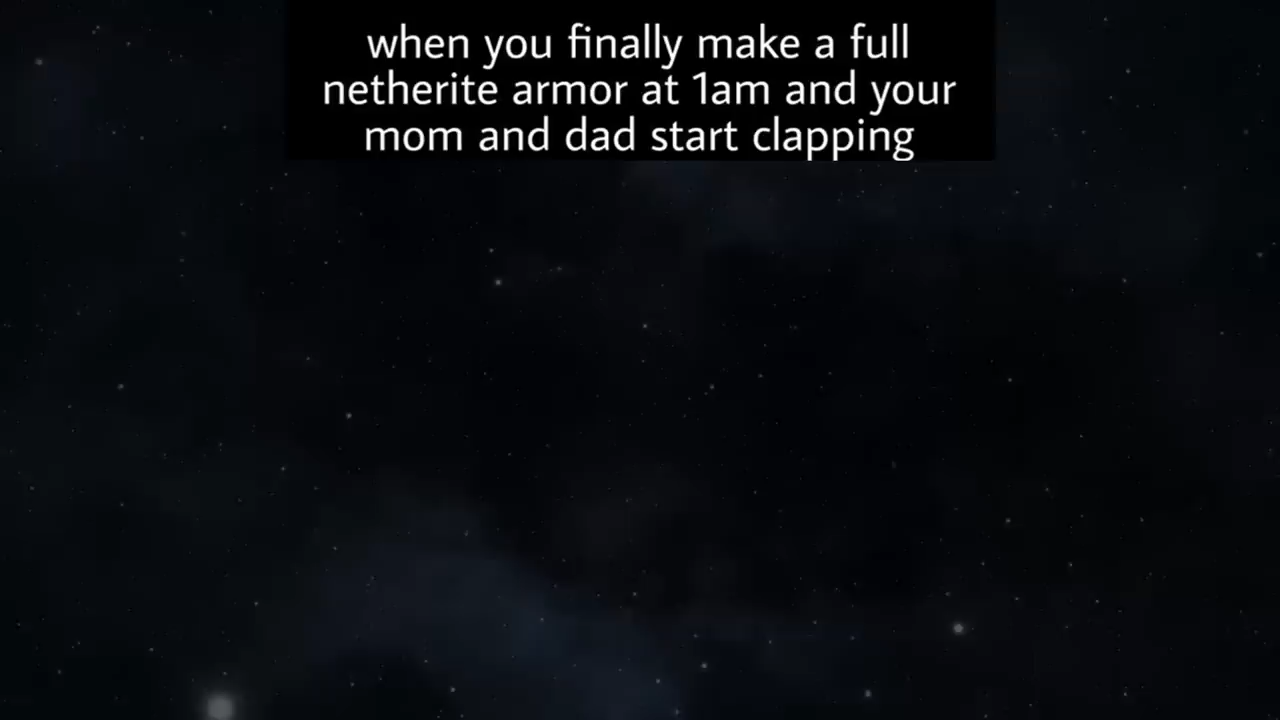 when you finally make a full
netherite armor at 1am and your
mom and dad start clapping